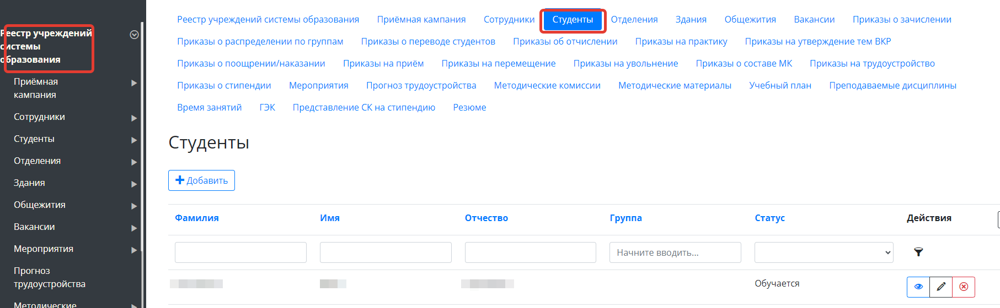 Реестр учреждений
системы
образования
Приёмная
кампания
Сотрудники
Студенты
Отделения
Здания
Общежития
Вакансии
Мероприятия
Прогноз
трудоустройства
Методические
Реестр учреждений системы образования Приёмная кампания Сотрудники Студенты Отделения Здания Общежития Вакансии Приказы о зачислении
Приказы о распределении по группам Приказы о переводе студентов Приказы об отчислении Приказы на практику Приказы на утверждение тем ВКР
Приказы о поощрении/наказании Приказы на приём Приказы на перемещение Приказы на увольнение Приказы о составе МК Приказы на трудоустройство
Приказы о стипендии Мероприятия Прогноз трудоустройства Методические комиссии Методические материалы Учебный план Преподаваемые дисциплины
Время занятий ГЭК Представление СК на стипендию Резюме
Студенты
Добавить
Фамилия Имя Отчество Группа Статус Действия
Начните вводить...
Обучается